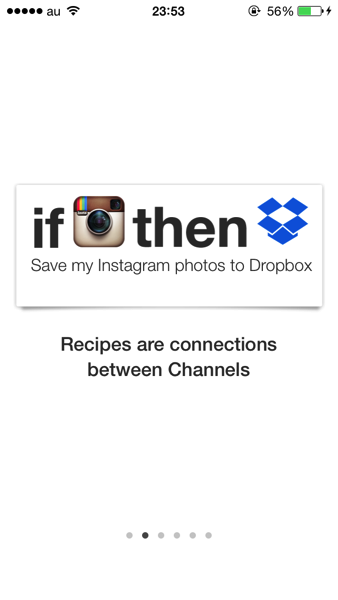 au 23:53 56%
if then
Save my Instagram photos to Dropbox
Recipes are connections
between Channels